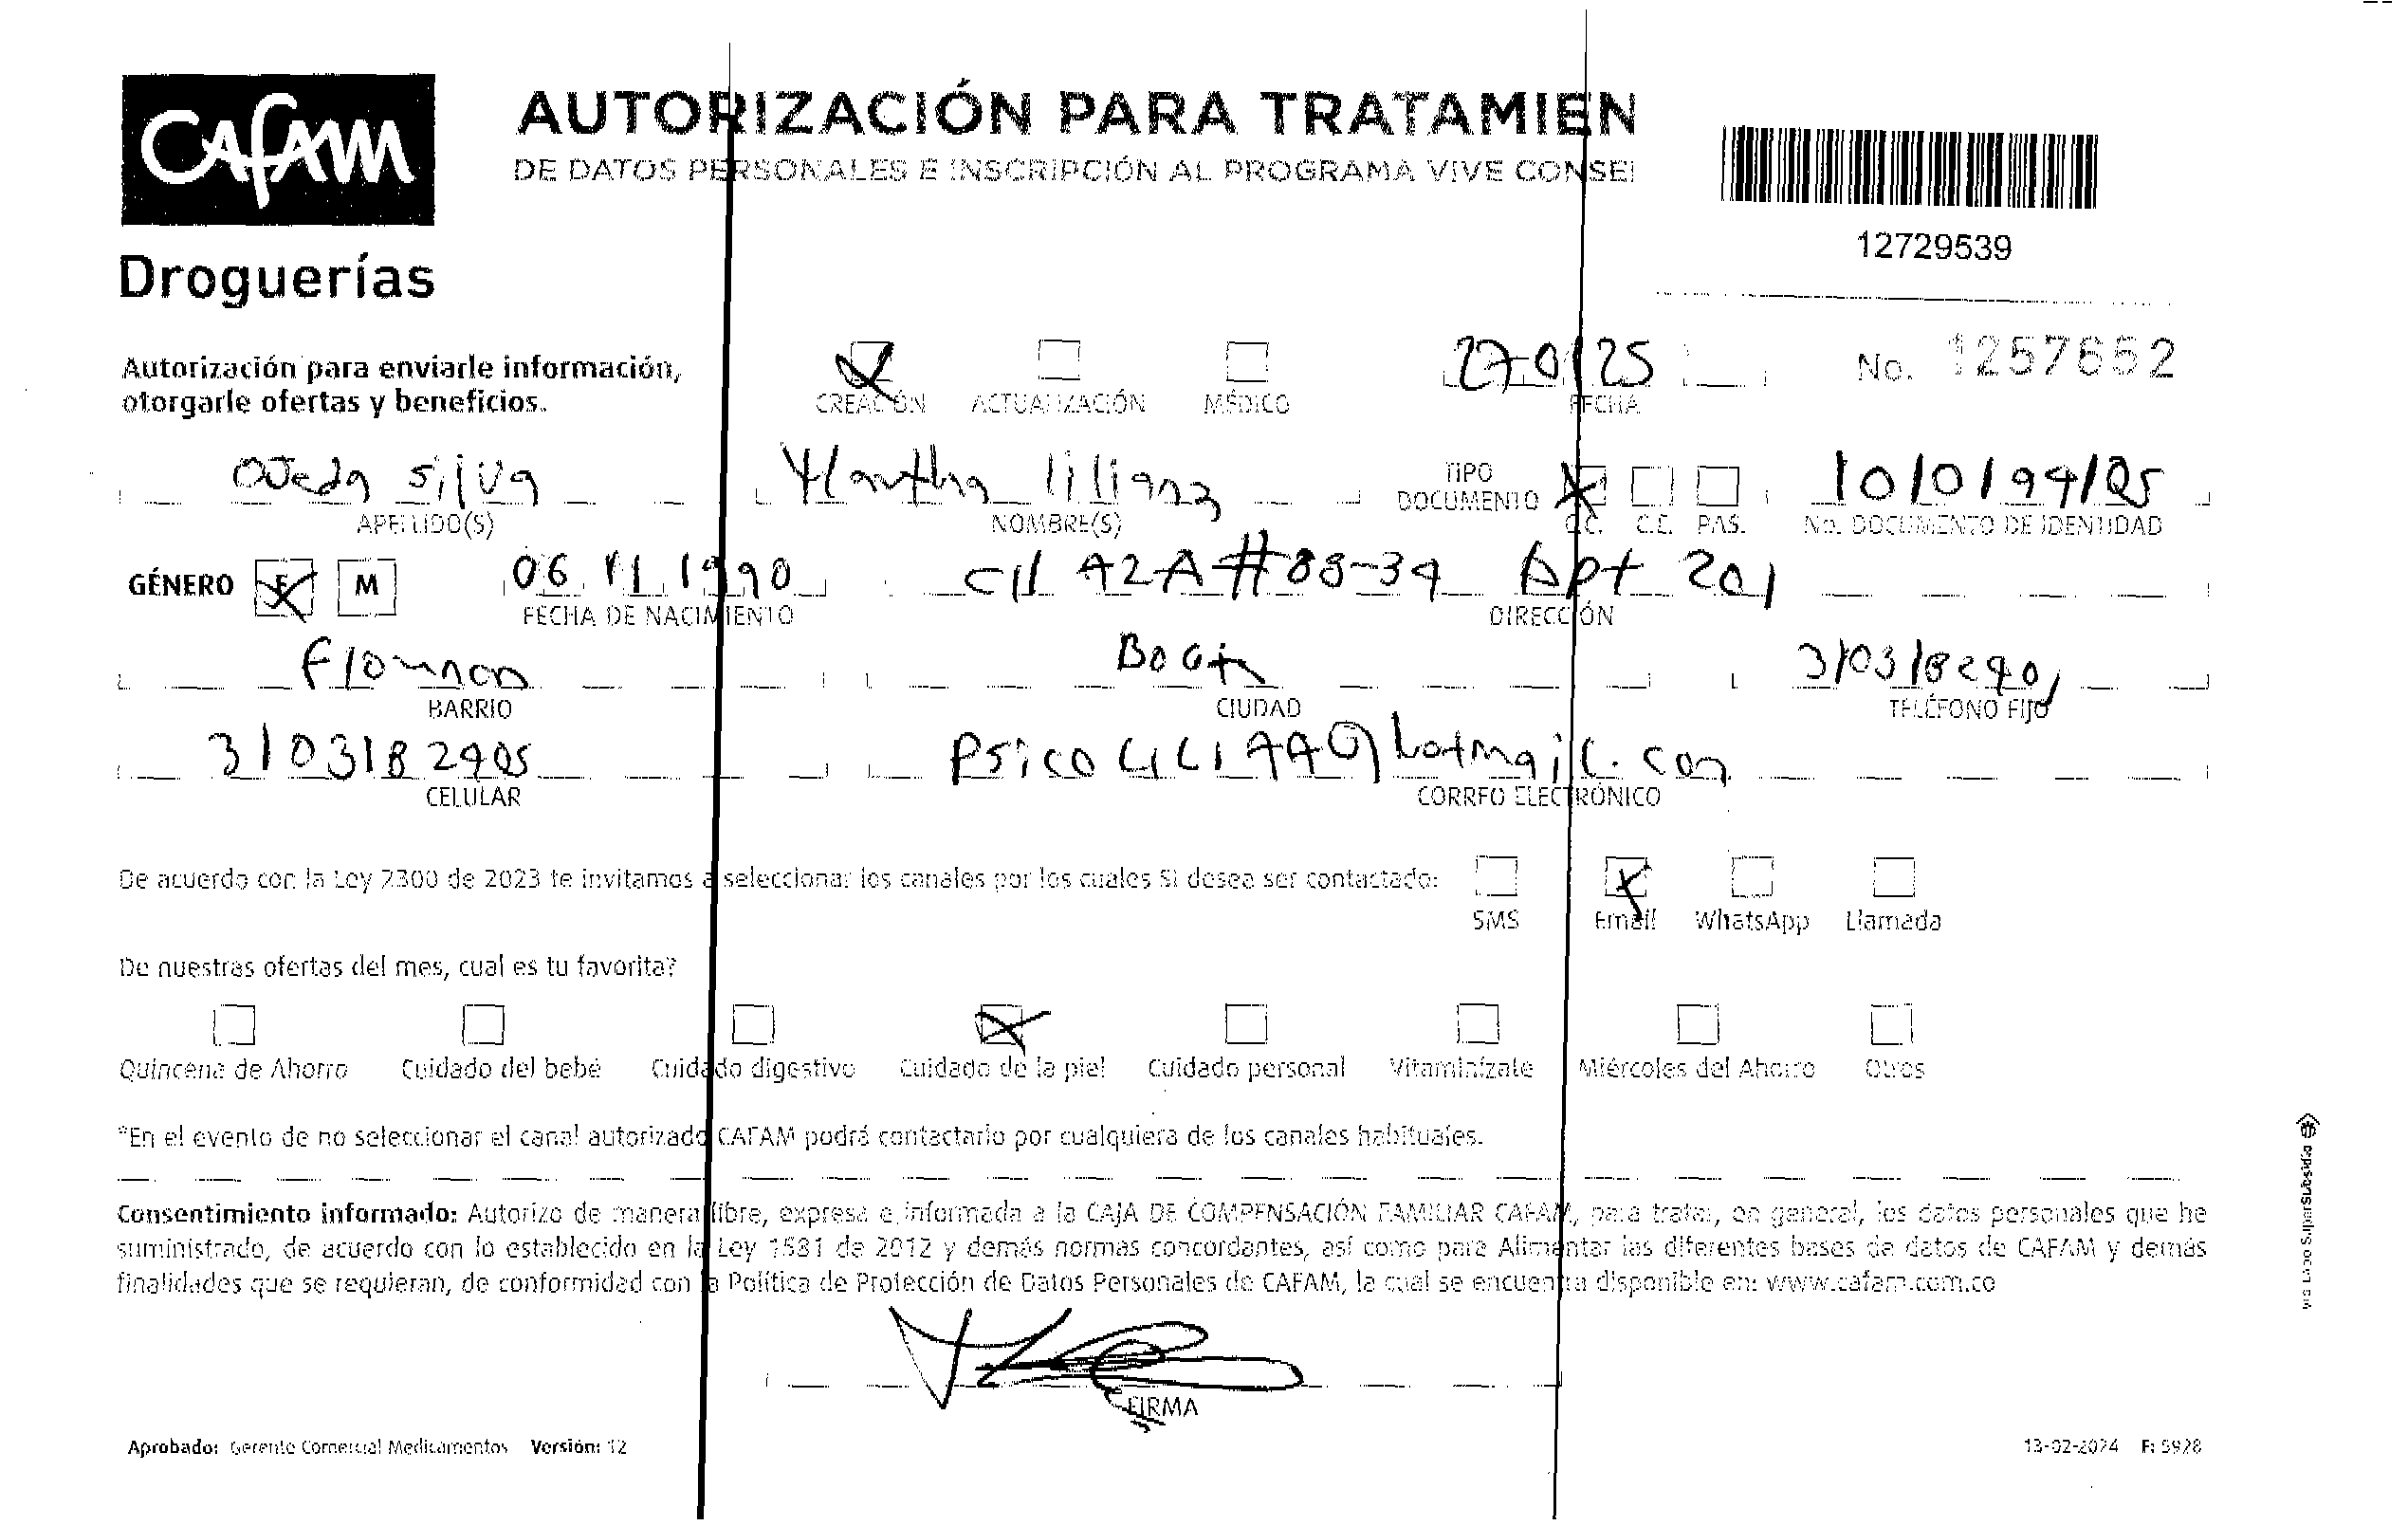 Cafam
Droguerías
AUTORIZACIÓN PARA TRATAMIEN
DE DATOS PERSONALES E INSCRIPCIÓN AL PROGRAMA VIVE CONSE
12729539
Autorización para enviarle información,
otorgarle ofertas y beneficios.
CREACIÓN ACTUALIZACIÓN MÉDICO
27-01 25
FECHA
No. 1257652
Ojeda Silva
APELLIDO(S)
Martha liliana
NOMBRE(S)
TIPO
DOCUMENTO
C.C. C.E. PAS.
No. DOCUMENTO DE IDENTIDAD
GÉNERO F M
06 11 1990
FECHA DE NACIMIENTO
Apt 201
DIRECCIÓN
BARRIO
CIUDAD
TELÉFONO FIJO
CELULAR
CORREO ELECTRÓNICO
De acuerdo con la Ley 2300 de 2023 te invitamos a seleccionar los canales por los cuales SI desea ser contactado:
SMS Email WhatsApp Llamada
De nuestras ofertas del mes, cual es tu favorita?
Quincena de Ahorro Cuidado del bebé Cuidado digestivo Cuidado de la piel Cuidado personal Vitamínizate Miércoles del Ahorro Otros
*En el evento de no seleccionar el canal autorizado CAFAM podrá contactarlo por cualquiera de los canales habituales.
Consentimiento informado: Autorizo de manera libre, expresa e informada a la CAJA DE COMPENSACIÓN FAMILIAR CAFAM, para tratar, en general, los datos personales que he
suministrado, de acuerdo con lo establecido en la Ley 1581 de 2012 y demás normas concordantes, así como para Alimentar las diferentes bases de datos de CAFAM y demás
finalidades que se requieran, de conformidad con la Política de Protección de Datos Personales de CAFAM, la cual se encuentra disponible en: www.cafam.com.co
FIRMA
Aprobado: Gerente Comercial Medicamentos Versión: 12
13-02-2024 F: 5928
SuperSubsidio